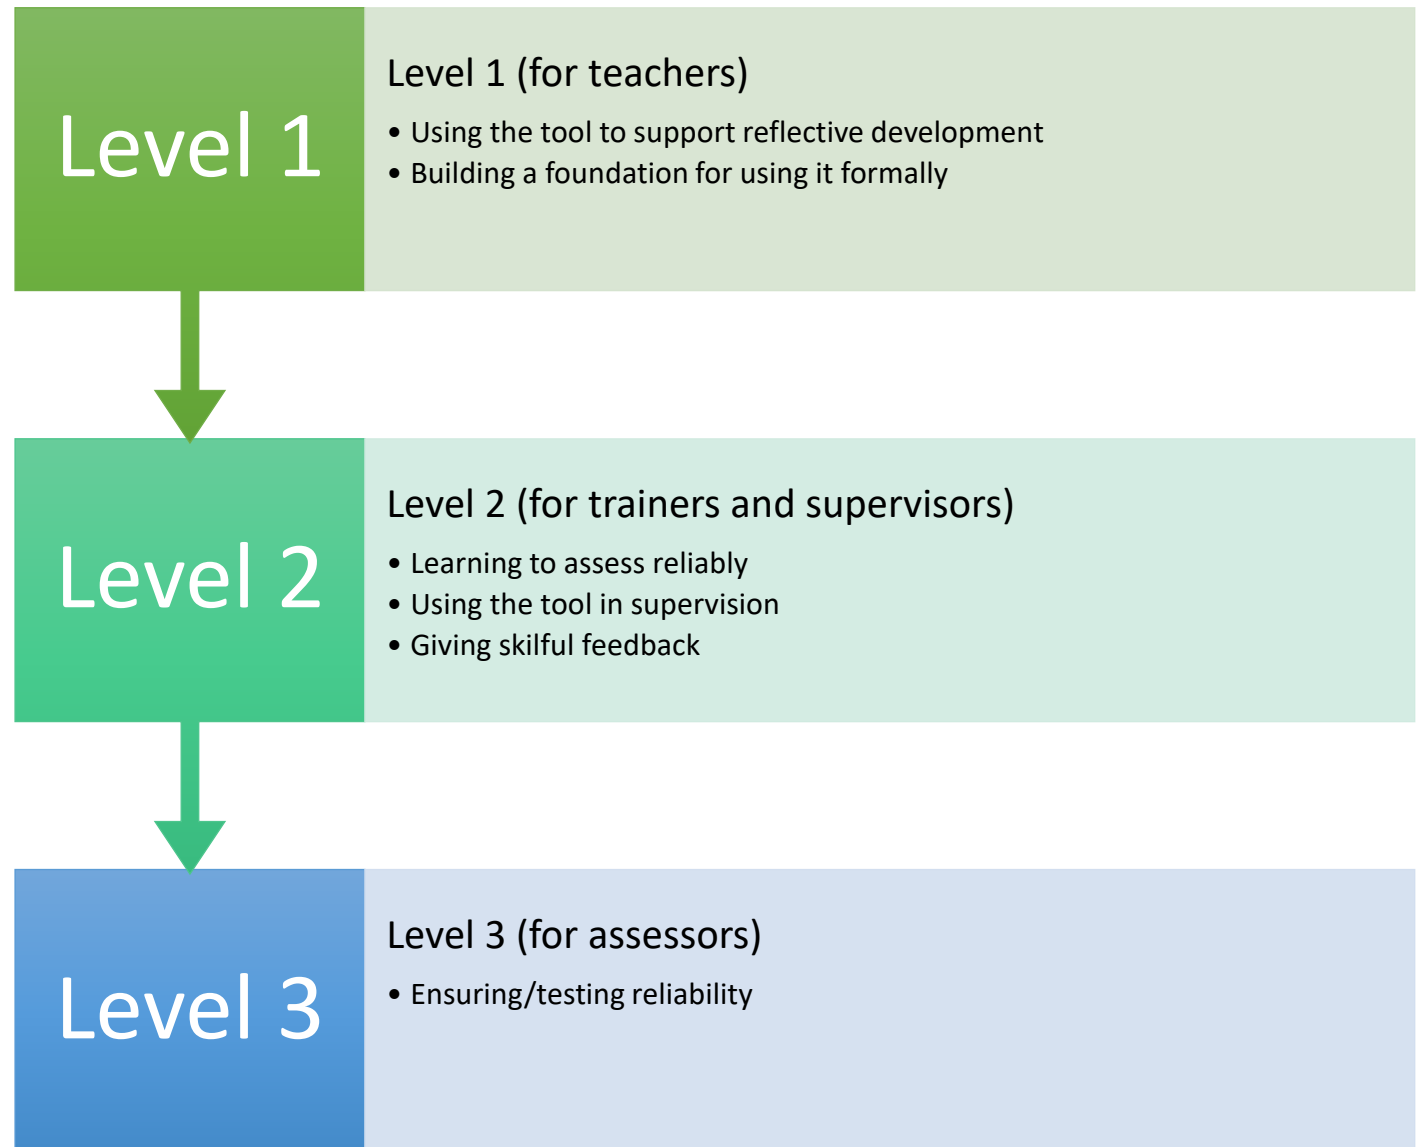 Level 1
Level 1 (for teachers)
• Using the tool to support reflective development
• Building a foundation for using it formally
Level 2
Level 2 (for trainers and supervisors)
• Learning to assess reliably
• Using the tool in supervision
• Giving skilful feedback
Level 3
Level 3 (for assessors)
• Ensuring/testing reliability